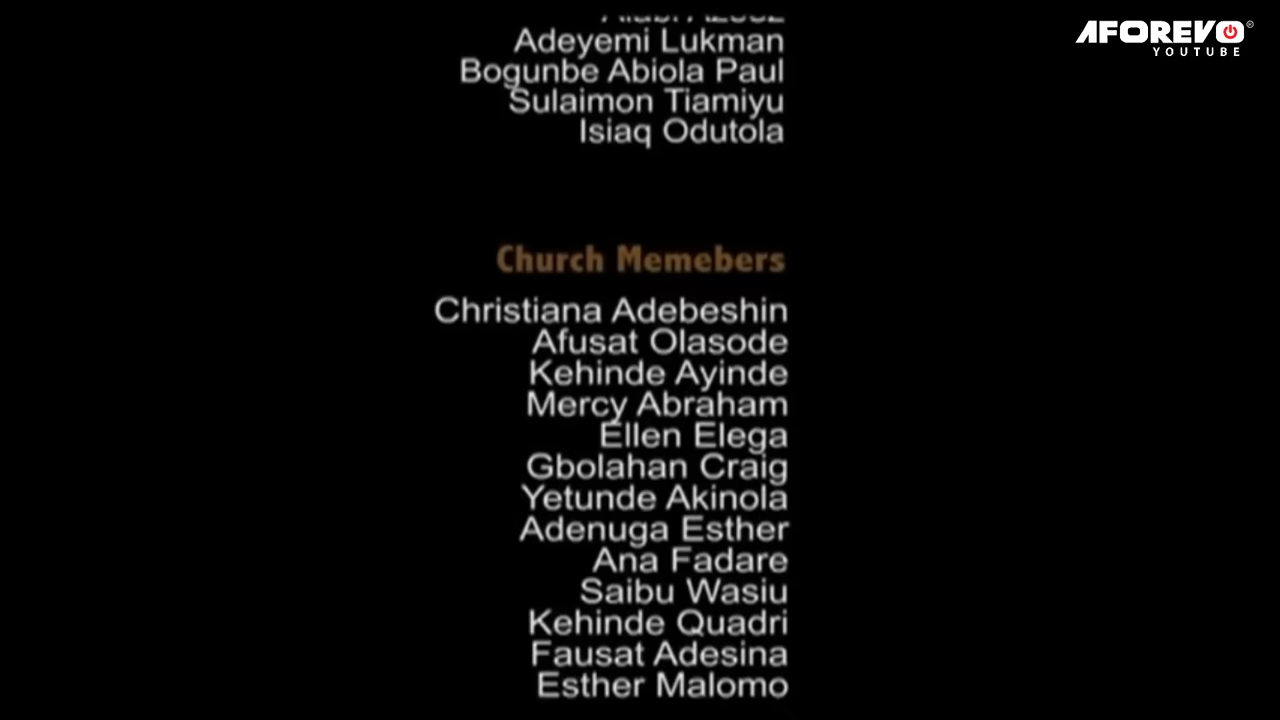 AFOREVO
YOUTUBE
Adeyemi Lukman
Bogunbe Abiola Paul
Sulaimon Tiamiyu
Isiaq Odutola
Church Memebers
Christiana Adebeshin
Afusat Olasode
Kehinde Ayinde
Mercy Abraham
Ellen Elega
Gbolahan Craig
Yetunde Akinola
Adenuga Esther
Ana Fadare
Saibu Wasiu
Kehinde Quadri
Fausat Adesina
Esther Malomo